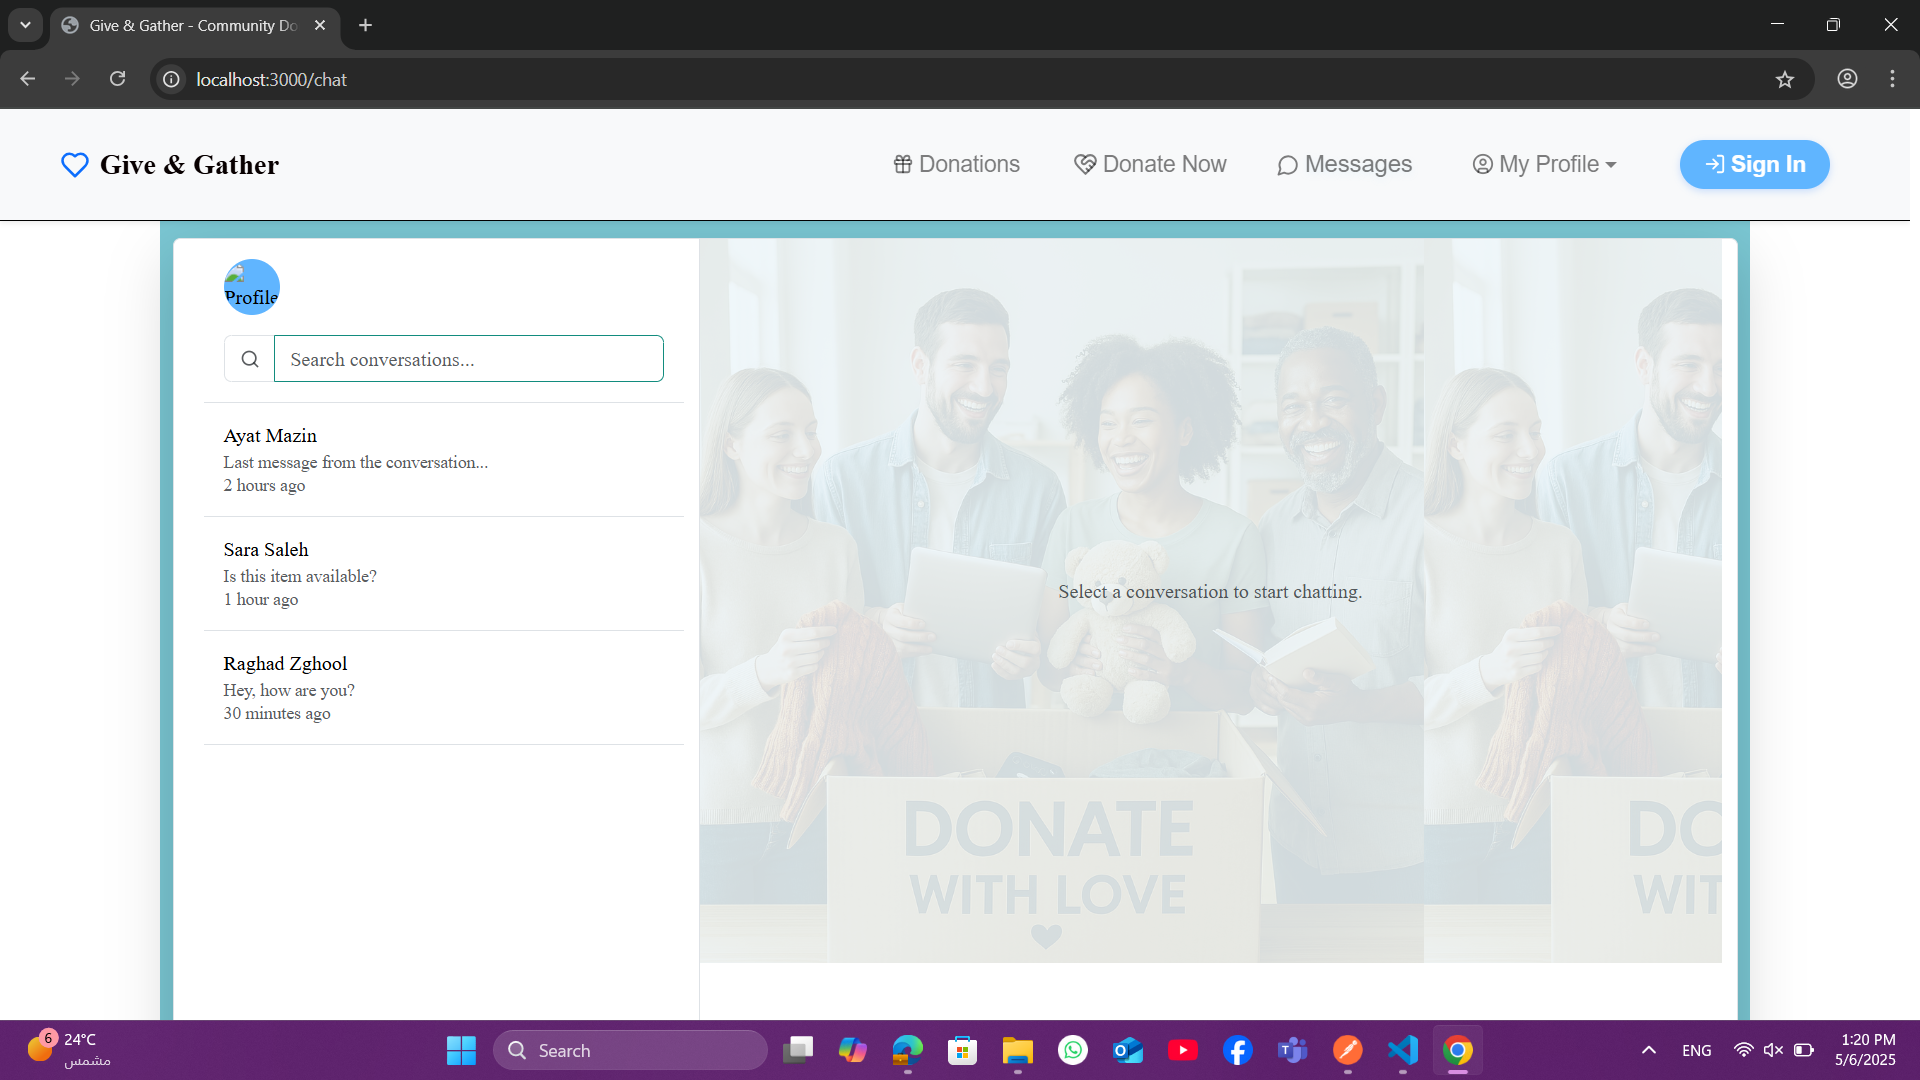 Give & Gather - Community Do
localhost:3000/chat
Give & Gather
Donations
Donate Now
Messages
My Profile
Sign In
Profile
Search conversations...
Ayat Mazin
Last message from the conversation...
2 hours ago
Sara Saleh
Is this item available?
1 hour ago
Raghad Zghool
Hey, how are you?
30 minutes ago
Select a conversation to start chatting.
DONATE
WITH LOVE
DO
WIT
6
24°C
مشمس
Search
ENG
1:20 PM
5/6/2025